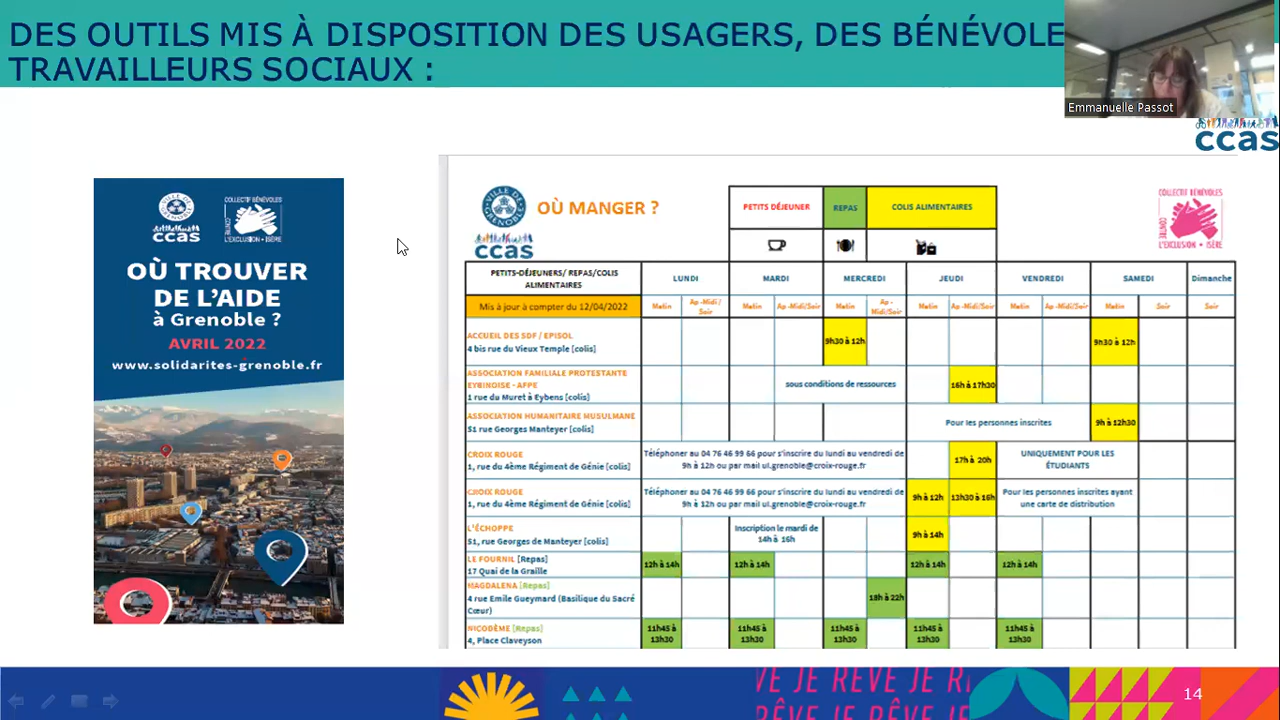 DES OUTILS MIS À DISPOSITION DES USAGERS, DES BÉNÉVOLE
TRAVAILLEURS SOCIAUX :
Emmanuelle Passot
ccas
VILLE DE GRENOBLE
ccas
COLLECTIF BÉNÉVOLES
CONTRE
L'EXCLUSION • ISÈRE
OÙ TROUVER
DE L'AIDE
à Grenoble ?
AVRIL 2022
www.solidarites-grenoble.fr
VILLE DE GRENOBLE
ccas
OÙ MANGER ?
PETITS DÉJEUNER
REPAS
COLIS ALIMENTAIRES
COLLECTIF BÉNÉVOLES
CONTRE
L'EXCLUSION • ISÈRE
PETITS-DÉJEUNERS/ REPAS/COLIS
ALIMENTAIRES
LUNDI
MARDI
MERCREDI
JEUDI
VENDREDI
SAMEDI
Dimanche
Mis à jour à compter du 12/04/2022
Matin
Ap -Midi /
Soir
Matin
Ap -Midi/Soir
Matin
Ap -
Midi/Soir
Matin
Ap -Midi/Soir
Matin
Ap -Midi/Soir
Matin
Soir
Soir
ACCUEIL DES SDF / EPISOL
4 bis rue du Vieux Temple [colis]
9h30 à 12h
9h30 à 12h
ASSOCIATION FAMILIALE PROTESTANTE
EYBINOISE - AFPE
1 rue du Muret à Eybens [colis]
sous conditions de ressources
16h à 17h30
ASSOCIATION HUMANITAIRE MUSULMANE
51 rue Georges Manteyer [colis]
Pour les personnes inscrites
9h à 12h30
CROIX ROUGE
1, rue du 4ème Régiment de Génie [colis]
Téléphoner au 04 76 46 99 66 pour s'inscrire du lundi au vendredi de
9h à 12h ou par mail ul.grenoble@croix-rouge.fr
17h à 20h
UNIQUEMENT POUR LES
ÉTUDIANTS
CROIX ROUGE
1, rue du 4ème Régiment de Génie [colis]
Téléphoner au 04 76 46 99 66 pour s'inscrire du lundi au vendredi de
9h à 12h ou par mail ul.grenoble@croix-rouge.fr
9h à 12h
13h30 à 16h
Pour les personnes inscrites ayant
une carte de distribution
L'ÉCHOPPE
51, rue Georges de Manteyer [colis]
Inscription le mardi de
14h à 16h
9h à 14h
LE FOURNIL [Repas]
17 Quai de la Graille
12h à 14h
12h à 14h
12h à 14h
12h à 14h
MAGDALENA [Repas]
4 rue Emile Gueymard (Basilique du Sacré
Cœur)
18h à 22h
NICODÈME [Repas]
4, Place Claveyson
11h45 à
13h30
11h45 à
13h30
11h45 à
13h30
11h45 à
13h30
11h45 à
13h30
VE JE RÊVE JE R
RÊVE JE RÊVE
14